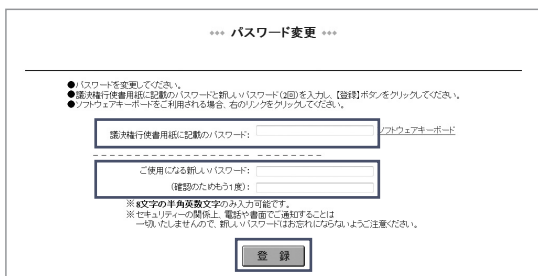 *** パスワード変更 ***
●パスワードを変更してください。
●議決権行使書用紙に記載のパスワードと新しいパスワード(2回)を入力し、【登録】ボタンをクリックしてください。
●ソフトウェアキーボードをご利用される場合、右のリンクをクリックしてください。
議決権行使書用紙に記載のパスワード: ソフトウェアキーボード
ご使用になる新しいパスワード:
(確認のためもう1度):
※8文字の半角英数字のみ入力可能です。
※セキュリティーの関係上、電話や書面でご通知することは
一切いたしませんので、新しいパスワードはお忘れにならないようご注意ください。
登 録